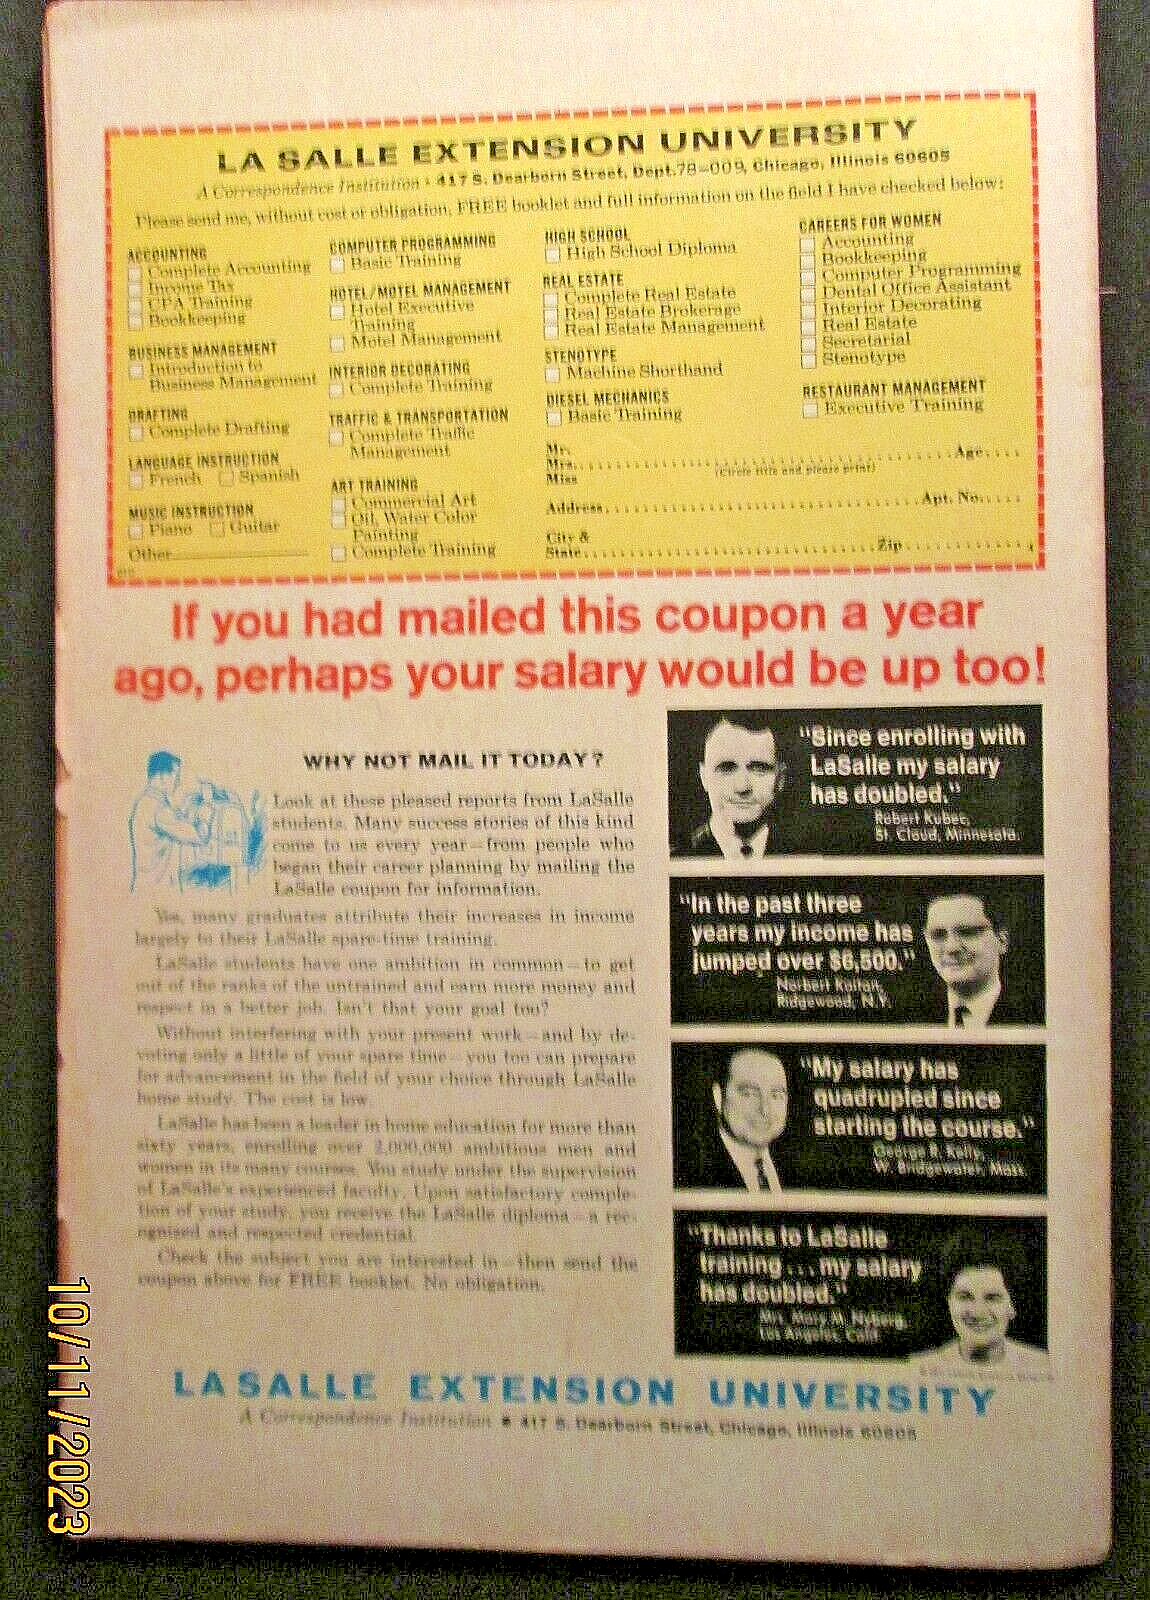 LA SALLE EXTENSION UNIVERSITY
A Correspondence Institution • 417 S. Dearborn Street, Dept. 78-009, Chicago, Illinois 60605
Please send me, without cost or obligation, FREE booklet and full information on the field I have checked below:
ACCOUNTING
Complete Accounting
Income Tax
CPA Training
Bookkeeping
BUSINESS MANAGEMENT
Introduction to
Business Management
DRAFTING
Complete Drafting
LANGUAGE INSTRUCTION
French Spanish
MUSIC INSTRUCTION
Piano Guitar
Other
COMPUTER PROGRAMMING
Basic Training
HOTEL/MOTEL MANAGEMENT
Hotel Executive
Training
Motel Management
INTERIOR DECORATING
Complete Training
TRAFFIC & TRANSPORTATION
Complete Traffic
Management
ART TRAINING
Commercial Art
Oil, Water Color
Painting
Complete Training
HIGH SCHOOL
High School Diploma
REAL ESTATE
Complete Real Estate
Real Estate Brokerage
Real Estate Management
STENOTYPE
Machine Shorthand
DIESEL MECHANICS
Basic Training
CAREERS FOR WOMEN
Accounting
Bookkeeping
Computer Programming
Dental Office Assistant
Interior Decorating
Real Estate
Secretarial
Stenotype
RESTAURANT MANAGEMENT
Executive Training
Mr.
Mrs. Age
Miss
(Circle title and please print)
Address Apt. No.
City &
State Zip
If you had mailed this coupon a year
ago, perhaps your salary would be up too!
WHY NOT MAIL IT TODAY?
Look at these pleased reports from LaSalle
students. Many success stories of this kind
come to us every year—from people who
began their career planning by mailing the
LaSalle coupon for information.
Yes, many graduates attribute their increases in income
largely to their LaSalle spare-time training.
LaSalle students have one ambition in common—to get
out of the ranks of the untrained and earn more money and
respect in a better job. Isn't that your goal too?
Without interfering with your present work—and by de-
voting only a little of your spare time—you too can prepare
for advancement in the field of your choice through LaSalle
home study. The cost is low.
LaSalle has been a leader in home education for more than
sixty years, enrolling over 2,000,000 ambitious men and
women in its many courses. You study under the supervision
of LaSalle's experienced faculty. Upon satisfactory comple-
tion of your study, you receive the LaSalle diploma—a rec-
ognized and respected credential.
Check the subject you are interested in—then send the
coupon above for FREE booklet. No obligation.
"Since enrolling with
LaSalle my salary
has doubled."
Robert Kubec,
St. Cloud, Minnesota.
"In the past three
years my income has
jumped over $6,500."
Norbert
Ridgewood, N.Y.
"My salary has
quadrupled since
starting the course."
George R. Kelly,
W. Bridgewater, Mass.
"Thanks to LaSalle
training....my salary
has doubled."
Mrs. Mary M. Nyberg,
Los Angeles, Calif.
LASALLE EXTENSION UNIVERSITY
A Correspondence Institution ■ 417 S. Dearborn Street, Chicago, Illinois 60605
10/11/2023